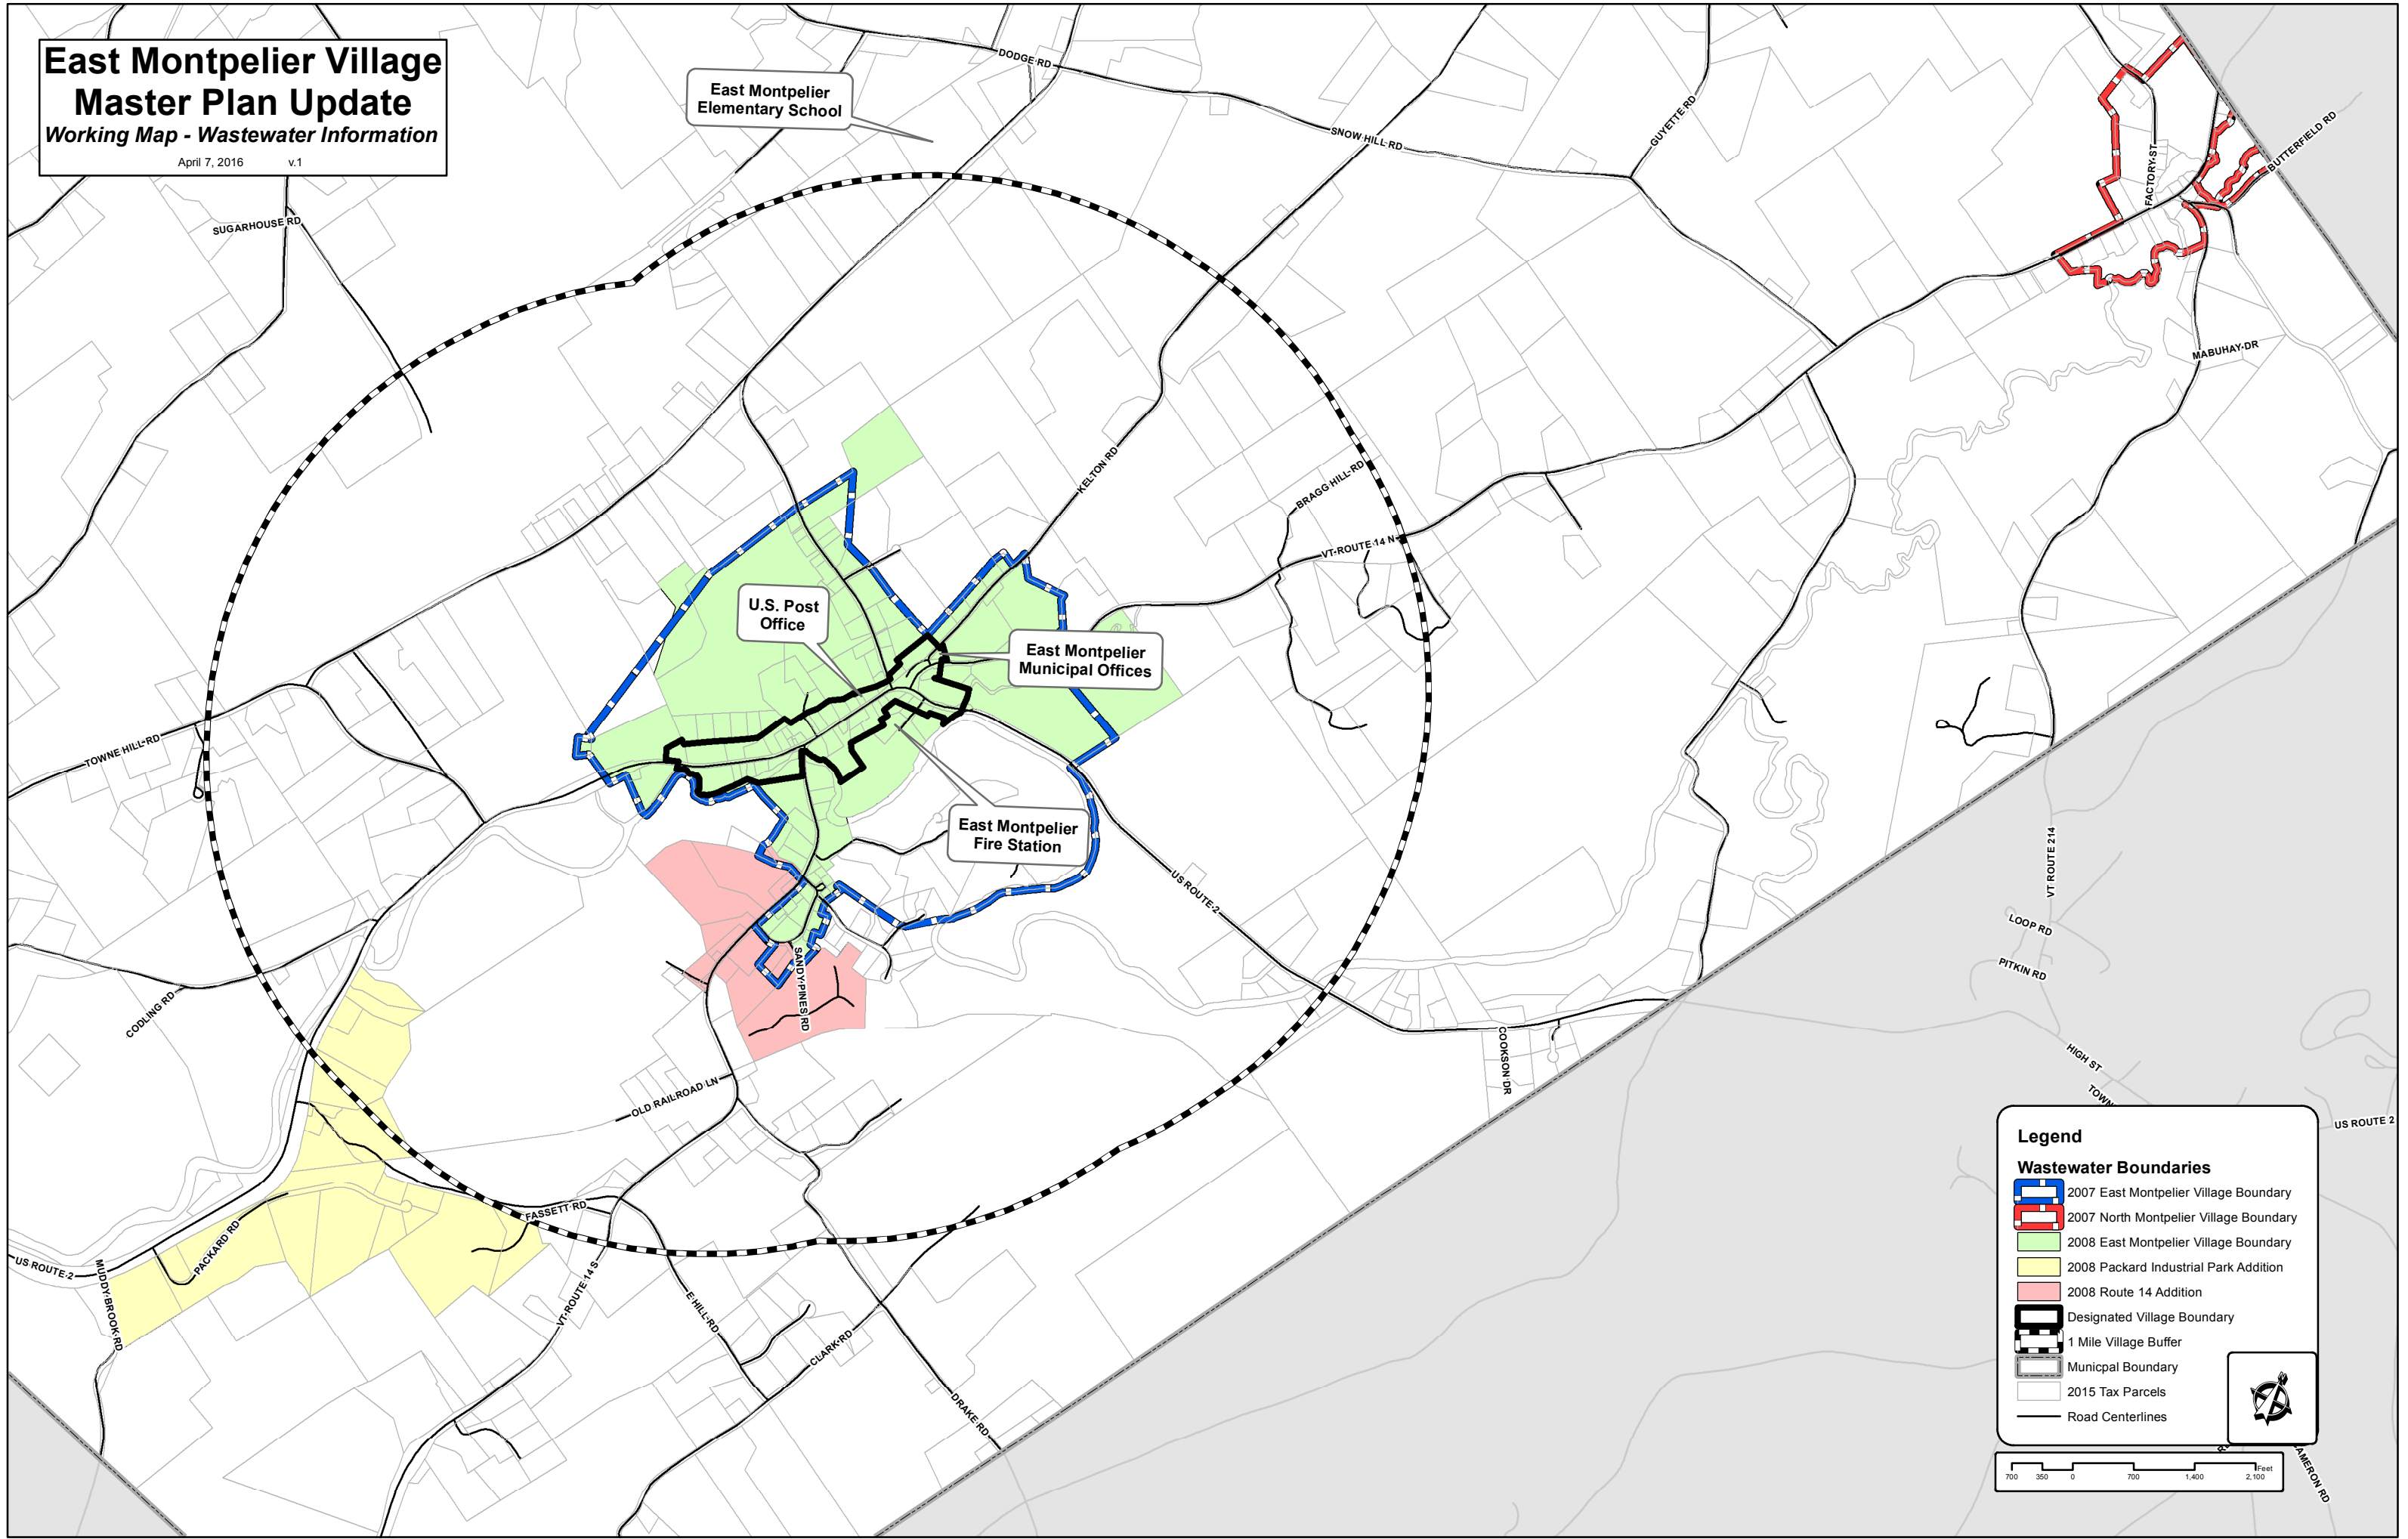 East Montpelier Village
Master Plan Update
Working Map - Wastewater Information
April 7, 2016 v.1
East Montpelier
Elementary School
DODGE RD
SNOW HILL RD
GUYETTE RD
FACTORY ST
BUTTERFIELD RD
SUGARHOUSE RD
MABUHAY DR
KELTON RD
BRAGG HILL RD
VT ROUTE 14 N
U.S. Post
Office
East Montpelier
Municipal Offices
TOWNE HILL RD
East Montpelier
Fire Station
US ROUTE 2
VT ROUTE 214
LOOP RD
PITKIN RD
SANDY PINES RD
CODLING RD
COOKSON DR
HIGH ST
TOWN
US ROUTE 2
OLD RAILROAD LN
FASSETT RD
PACKARD RD
US ROUTE 2
MUDDY BROOK RD
VT ROUTE 14 S
E HILL RD
CLARK RD
DRAKE RD
Legend
Wastewater Boundaries
2007 East Montpelier Village Boundary
2007 North Montpelier Village Boundary
2008 East Montpelier Village Boundary
2008 Packard Industrial Park Addition
2008 Route 14 Addition
Designated Village Boundary
1 Mile Village Buffer
Municpal Boundary
2015 Tax Parcels
Road Centerlines
700 350 0 700 1,400 2,100
Feet
AMERON RD